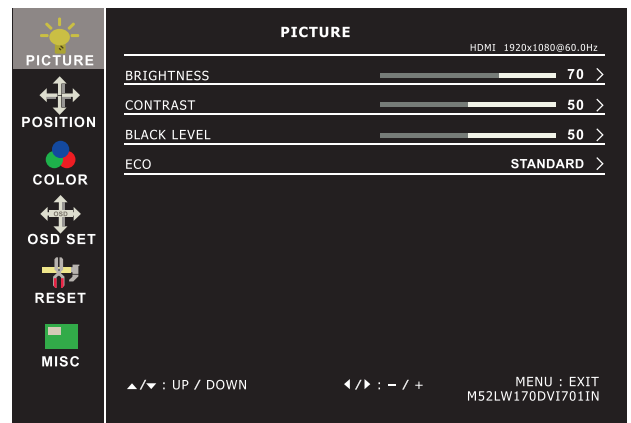 PICTURE
HDMI 1920x1080@60.0Hz
PICTURE
POSITION
COLOR
OSD
OSD SET
RESET
MISC
BRIGHTNESS 70 >
CONTRAST 50 >
BLACK LEVEL 50 >
ECO STANDARD >
▲/▼ : UP / DOWN ◀/▶ : − / + MENU : EXIT
M52LW170DVI701IN